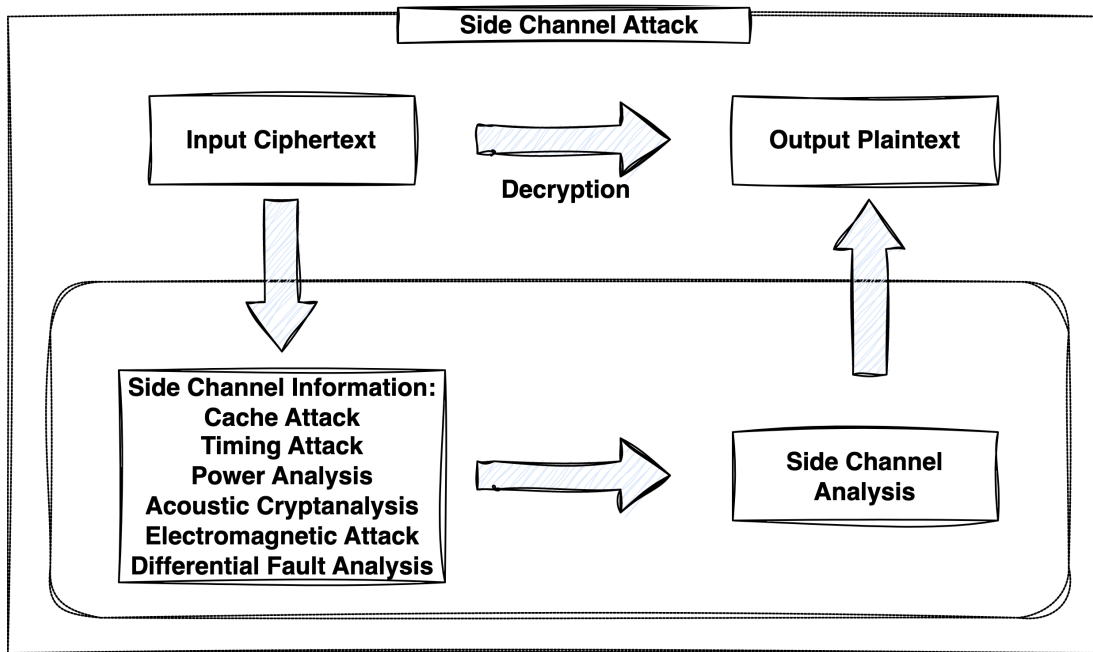 Side Channel Attack
Input Ciphertext
Decryption
Output Plaintext
Side Channel Information:
Cache Attack
Timing Attack
Power Analysis
Acoustic Cryptanalysis
Electromagnetic Attack
Differential Fault Analysis
Side Channel
Analysis